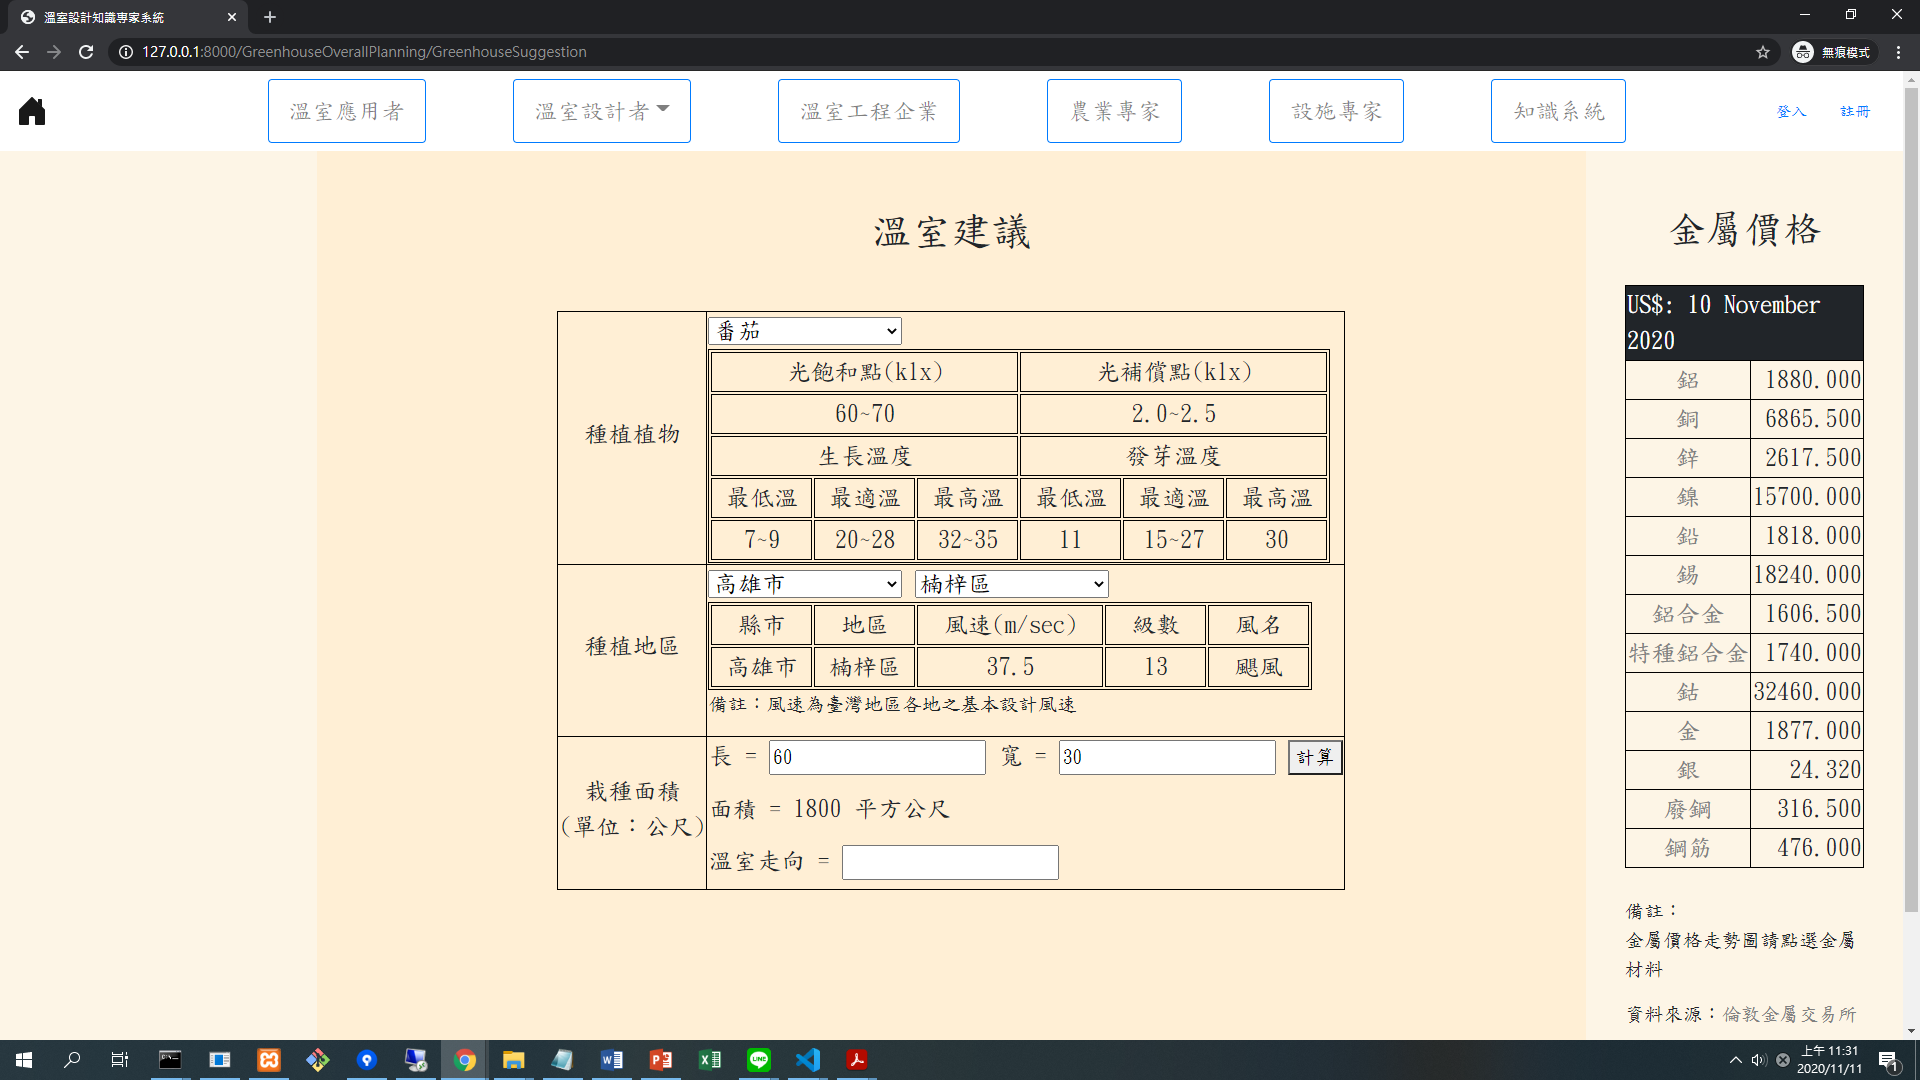 溫室設計知識專家系統
127.0.0.1:8000/GreenhouseOverallPlanning/GreenhouseSuggestion
無痕模式
溫室應用者
溫室設計者
溫室工程企業
農業專家
設施專家
知識系統
登入
註冊
溫室建議
種植植物
番茄
光飽和點(klx) 光補償點(klx)
60~70 2.0~2.5
生長溫度 發芽溫度
最低溫 最適溫 最高溫 最低溫 最適溫 最高溫
7~9 20~28 32~35 11 15~27 30
種植地區
高雄市 楠梓區
縣市 地區 風速(m/sec) 級數 風名
高雄市 楠梓區 37.5 13 颶風
備註：風速為臺灣地區各地之基本設計風速
栽種面積
(單位：公尺)
長 = 60 寬 = 30 計算
面積 = 1800 平方公尺
溫室走向 =
金屬價格
US$: 10 November
2020
鋁 1880.000
銅 6865.500
鋅 2617.500
鎳 15700.000
鉛 1818.000
錫 18240.000
鋁合金 1606.500
特種鋁合金 1740.000
鈷 32460.000
金 1877.000
銀 24.320
廢鋼 316.500
鋼筋 476.000
備註：
金屬價格走勢圖請點選金屬
材料
資料來源：倫敦金屬交易所
上午 11:31
2020/11/11
1
LINE